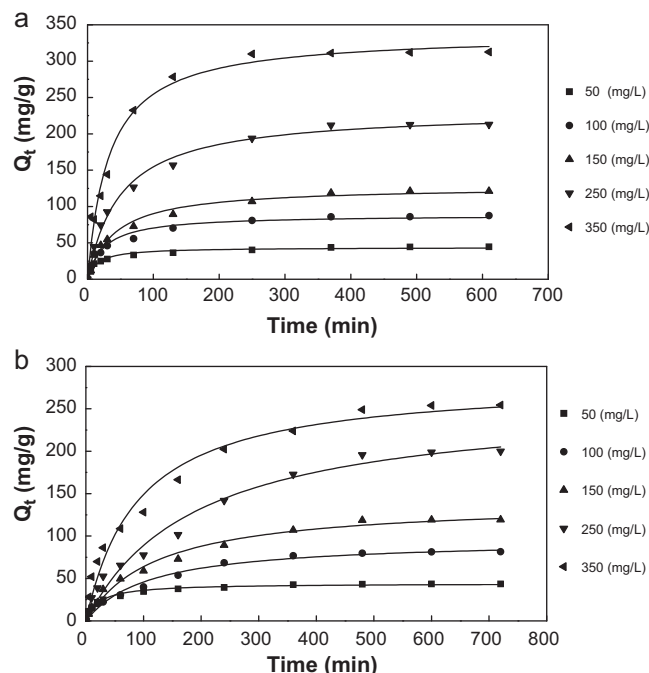 a
350
300
250
200
150
100
50
0
Qt (mg/g)
0 100 200 300 400 500 600 700
Time (min)
50 (mg/L)
100 (mg/L)
150 (mg/L)
250 (mg/L)
350 (mg/L)
b
300
250
200
150
100
50
0
Qt (mg/g)
0 100 200 300 400 500 600 700 800
Time (min)
50 (mg/L)
100 (mg/L)
150 (mg/L)
250 (mg/L)
350 (mg/L)